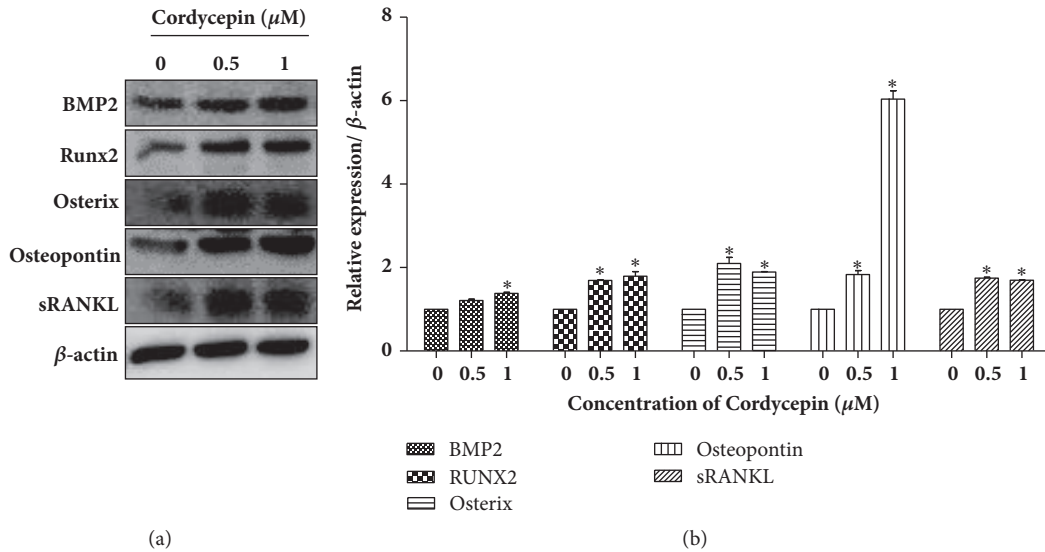 Cordycepin (μM)
0 0.5 1
BMP2
Runx2
Osterix
Osteopontin
sRANKL
β-actin
(a)
Relative expression/ β-actin
8
6
4
2
0
*
* *
* *
* *
* *
0 0.5 1 0 0.5 1 0 0.5 1 0 0.5 1 0 0.5 1
Concentration of Cordycepin (μM)
BMP2
RUNX2
Osterix
Osteopontin
sRANKL
(b)